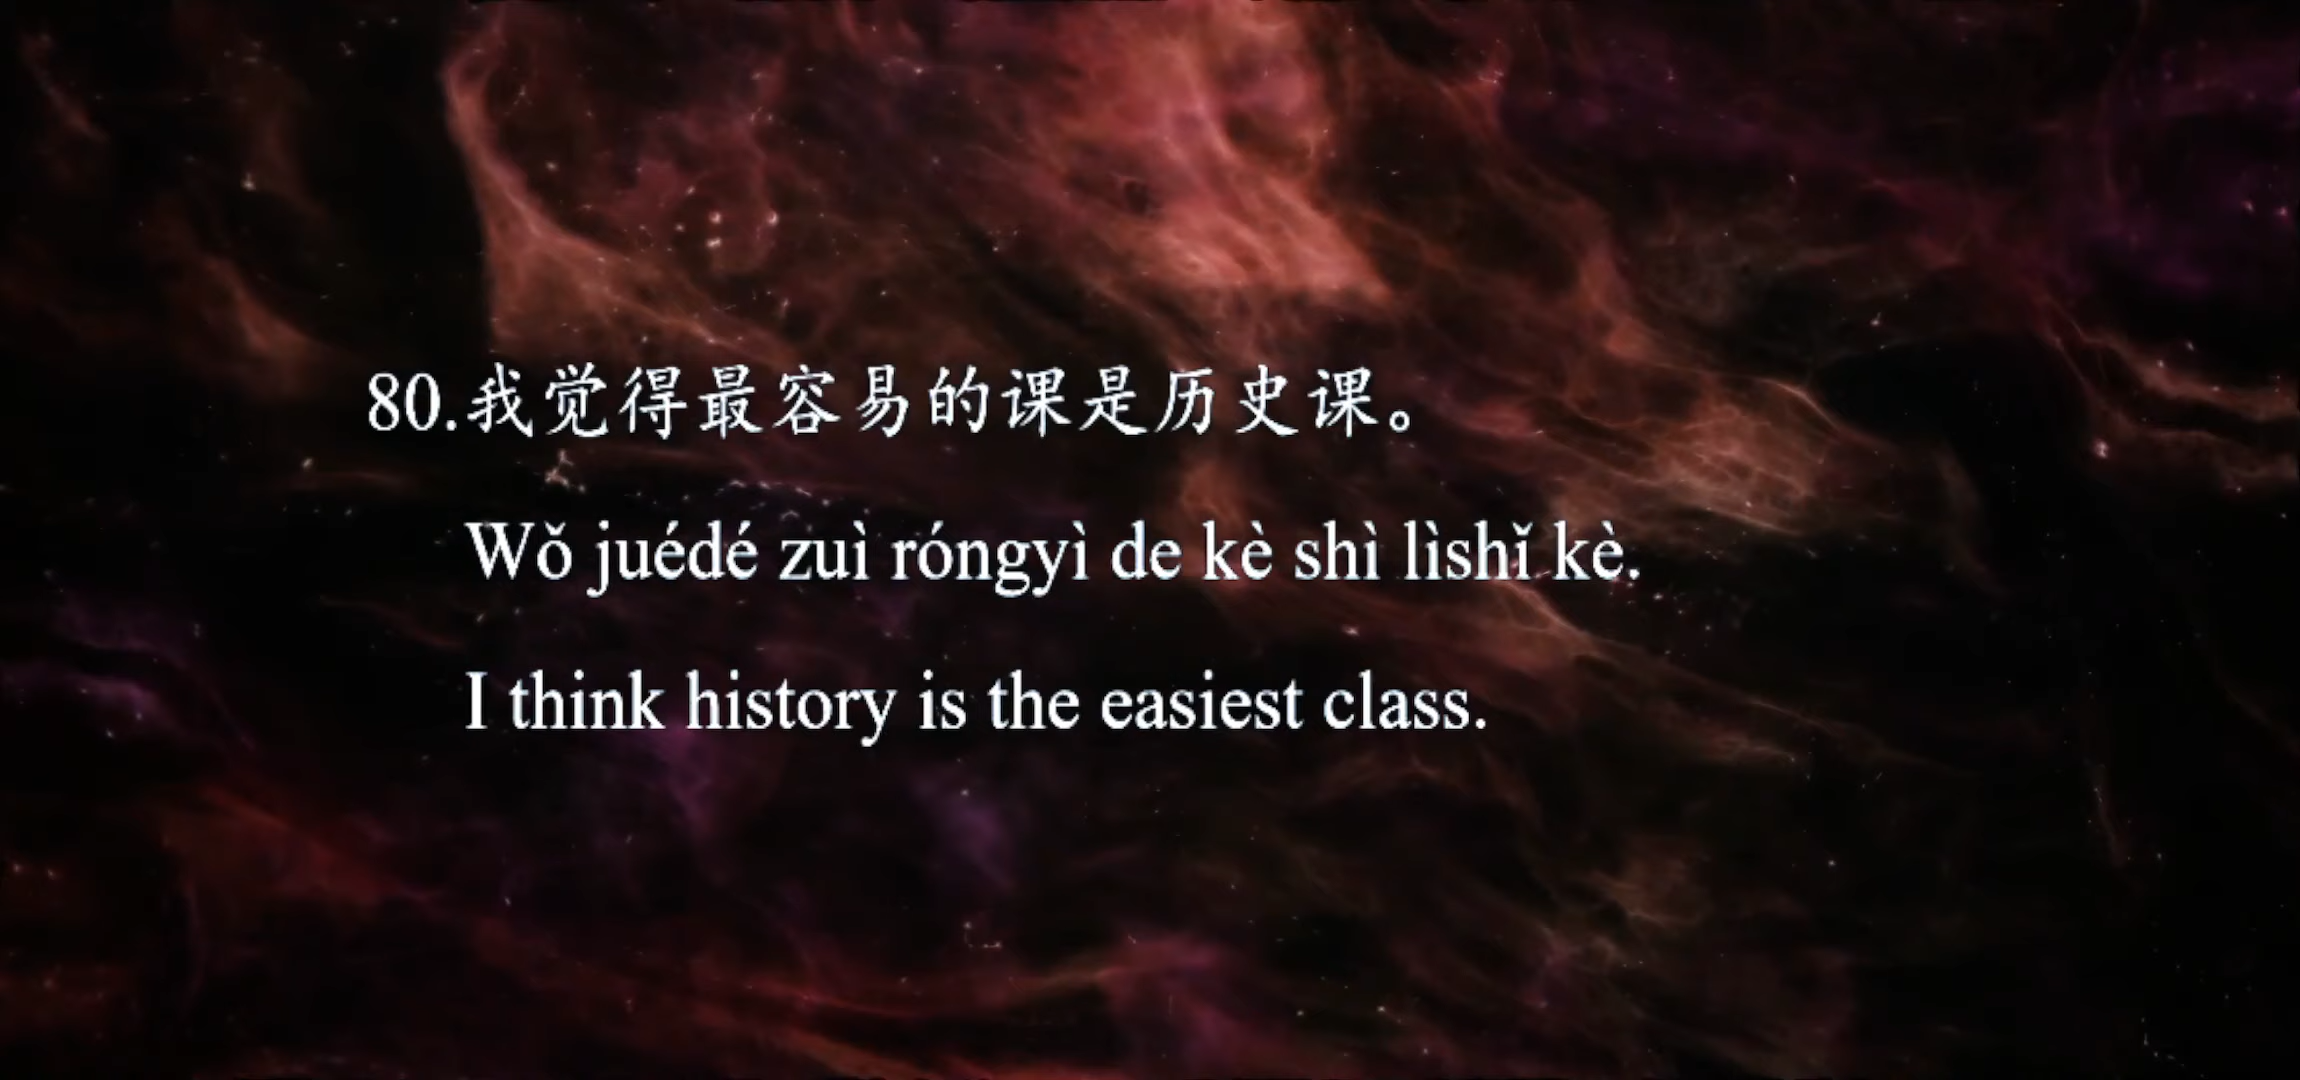 80.我觉得最容易的课是历史课。
Wǒ juédé zuì róngyì de kè shì lìshǐ kè.
I think history is the easiest class.